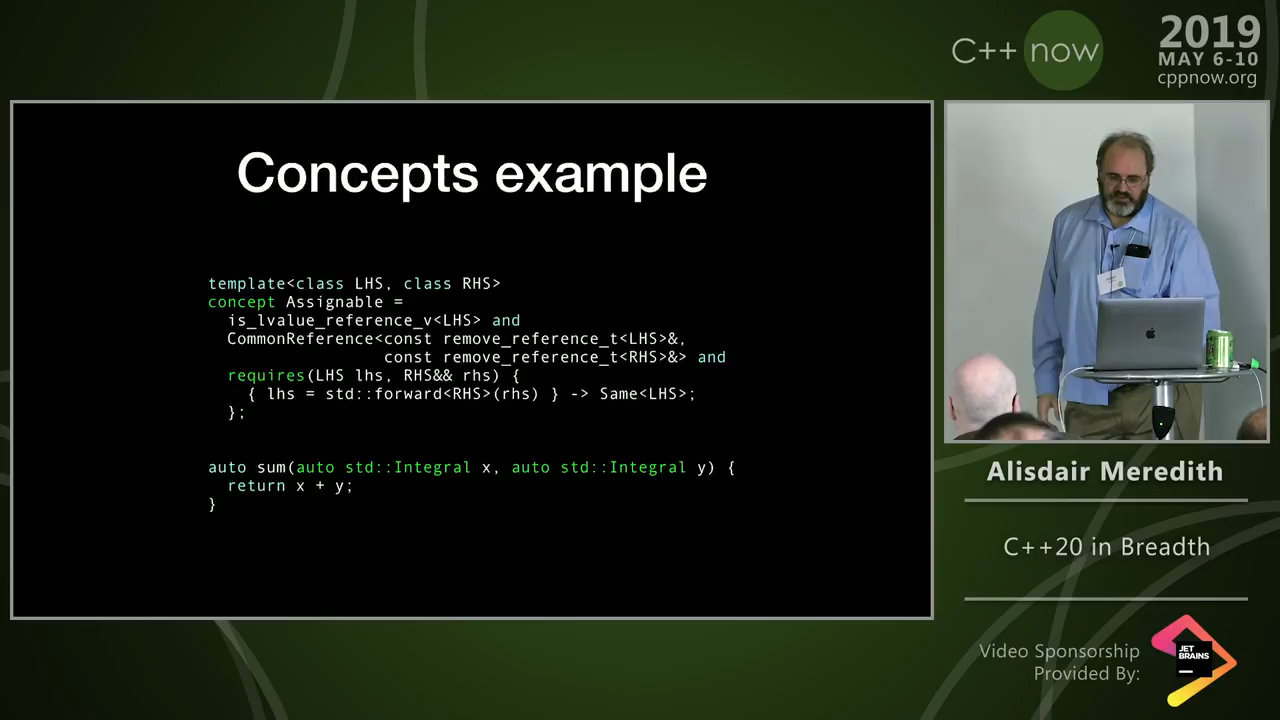 C++ now
2019
MAY 6-10
cppnow.org
Concepts example
template<class LHS, class RHS>
concept Assignable =
  is_lvalue_reference_v<LHS> and
  CommonReference<const remove_reference_t<LHS>&,
                  const remove_reference_t<RHS>&> and
  requires(LHS lhs, RHS&& rhs) {
    { lhs = std::forward<RHS>(rhs) } -> Same<LHS>;
  };
auto sum(auto std::Integral x, auto std::Integral y) {
  return x + y;
}
Alisdair Meredith
C++20 in Breadth
Video Sponsorship
Provided By:
JET
BRAINS